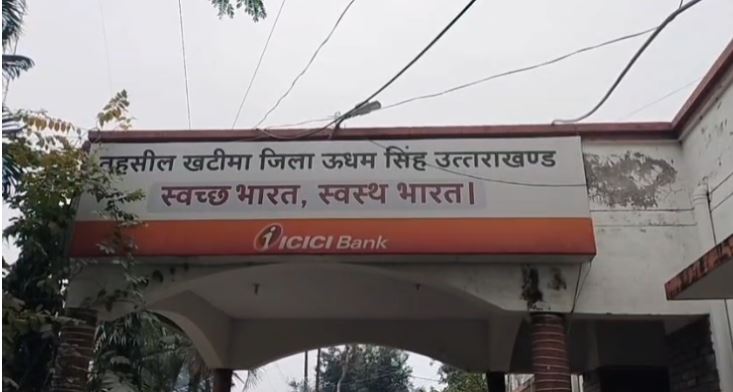 तहसील खटीमा जिला ऊधम सिंह उत्तराखण्ड
स्वच्छ भारत, स्वस्थ भारत।
ICICI Bank